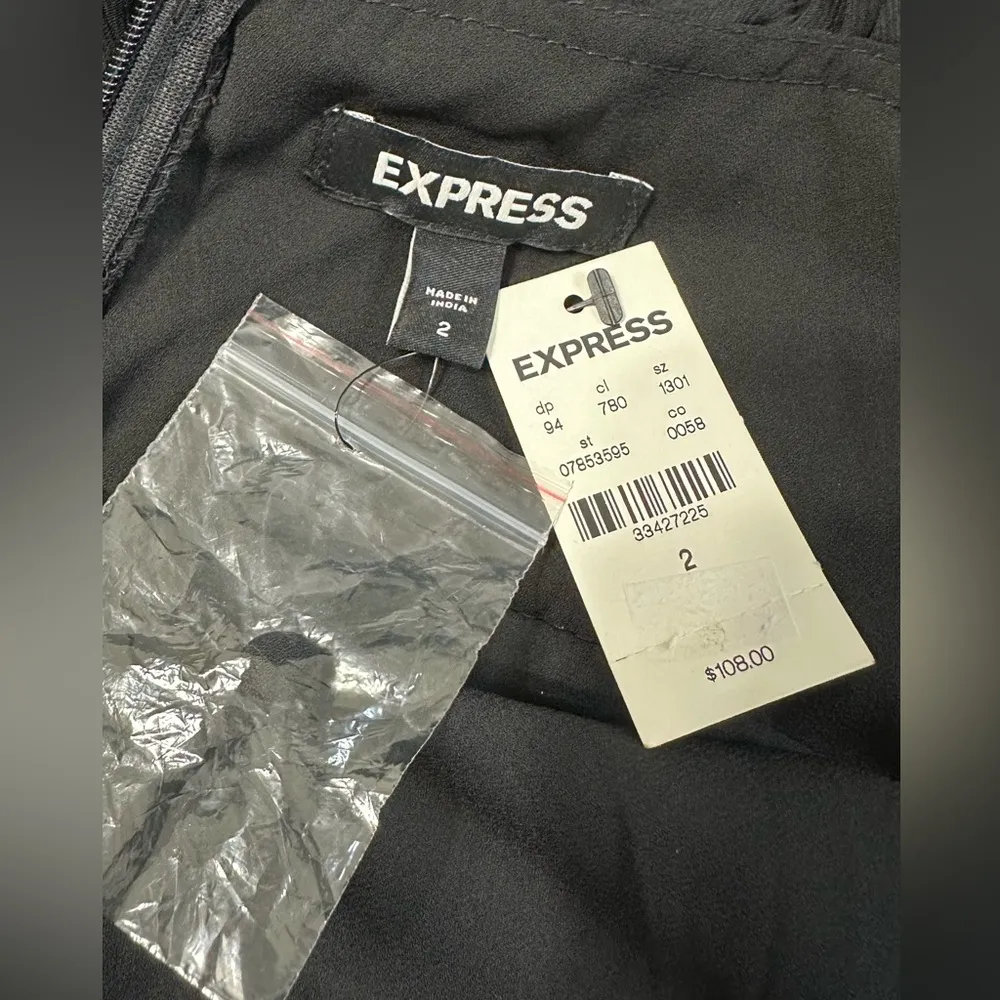 EXPRESS
MADE IN
INDIA
2
EXPRESS
dp cl sz
94 780 1301
st co
07853595 0058
33427225
2
$108.00